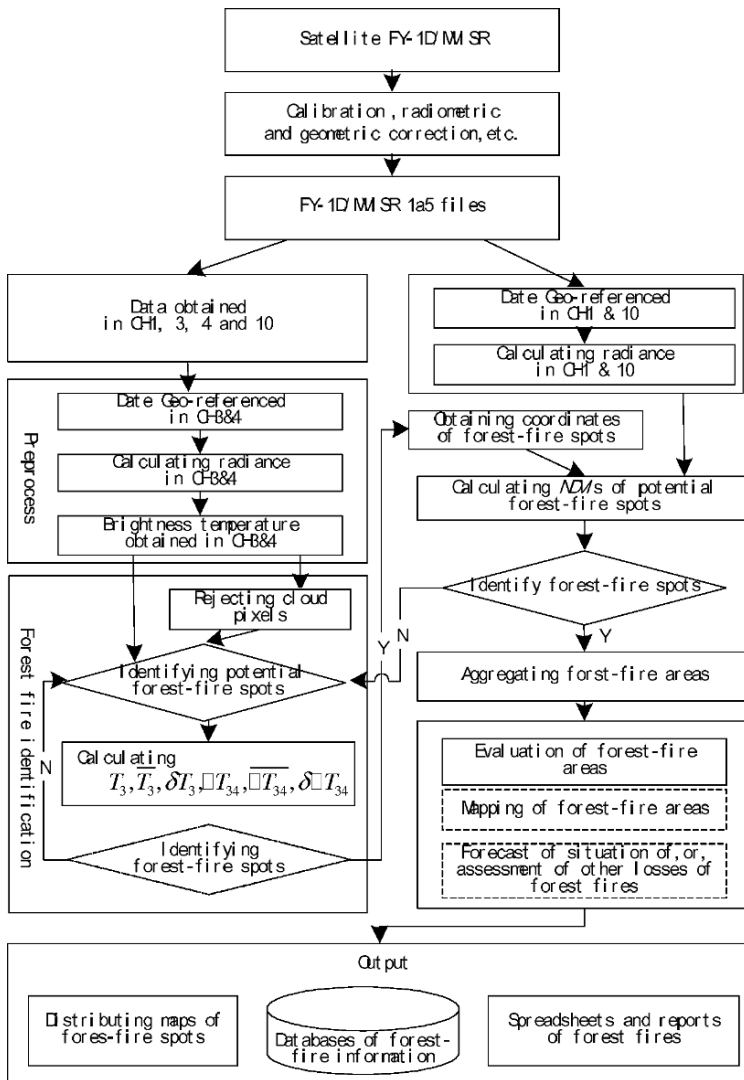 Satellite FY-1D/MVISR
Calibration, radiometric
and geometric correction, etc.
FY-1D/MVISR 1a5 files
Data obtained
in CH1, 3, 4 and 10
Date Geo-referenced
in CH1 & 10
Calculating radiance
in CH1 & 10
Preprocess
Date Geo-referenced
in CH3&4
Calculating radiance
in CH3&4
Brightness temperature
obtained in CH3&4
Obtaining coordinates
of forest-fire spots
Calculating NDVIs of potential
forest-fire spots
Identify forest-fire spots
N
Y
Aggregating forst-fire areas
Forest fire identification
Rejecting cloud
pixels
Y
Identifying potential
forest-fire spots
N
Calculating
T₃, T̅₃, δT₃, □T₃₄, □T₃₄, δ□T₃₄
Identifying
forest-fire spots
Evaluation of forest-fire
areas
Mapping of forest-fire areas
Forecast of situation of, or,
assessment of other losses of
forest fires
Output
Distributing maps of
fores-fire spots
Databases of forest-
fire information
Spreadsheets and reports
of forest fires